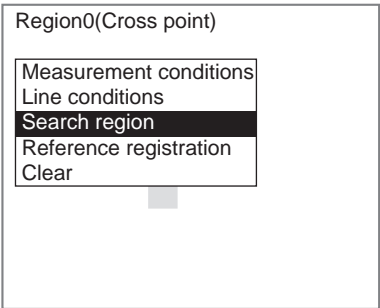 Region0(Cross point)
Measurement conditions
Line conditions
Search region
Reference registration
Clear